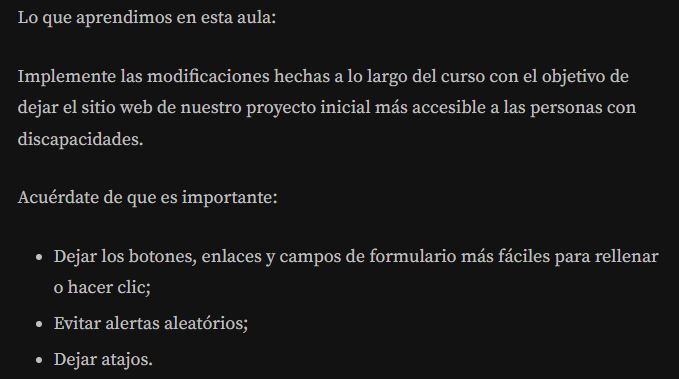 Lo que aprendimos en esta aula:
Implemente las modificaciones hechas a lo largo del curso con el objetivo de
dejar el sitio web de nuestro proyecto inicial más accesible a las personas con
discapacidades.
Acuérdate de que es importante:
• Dejar los botones, enlaces y campos de formulario más fáciles para rellenar
o hacer clic;
• Evitar alertas aleatórios;
• Dejar atajos.